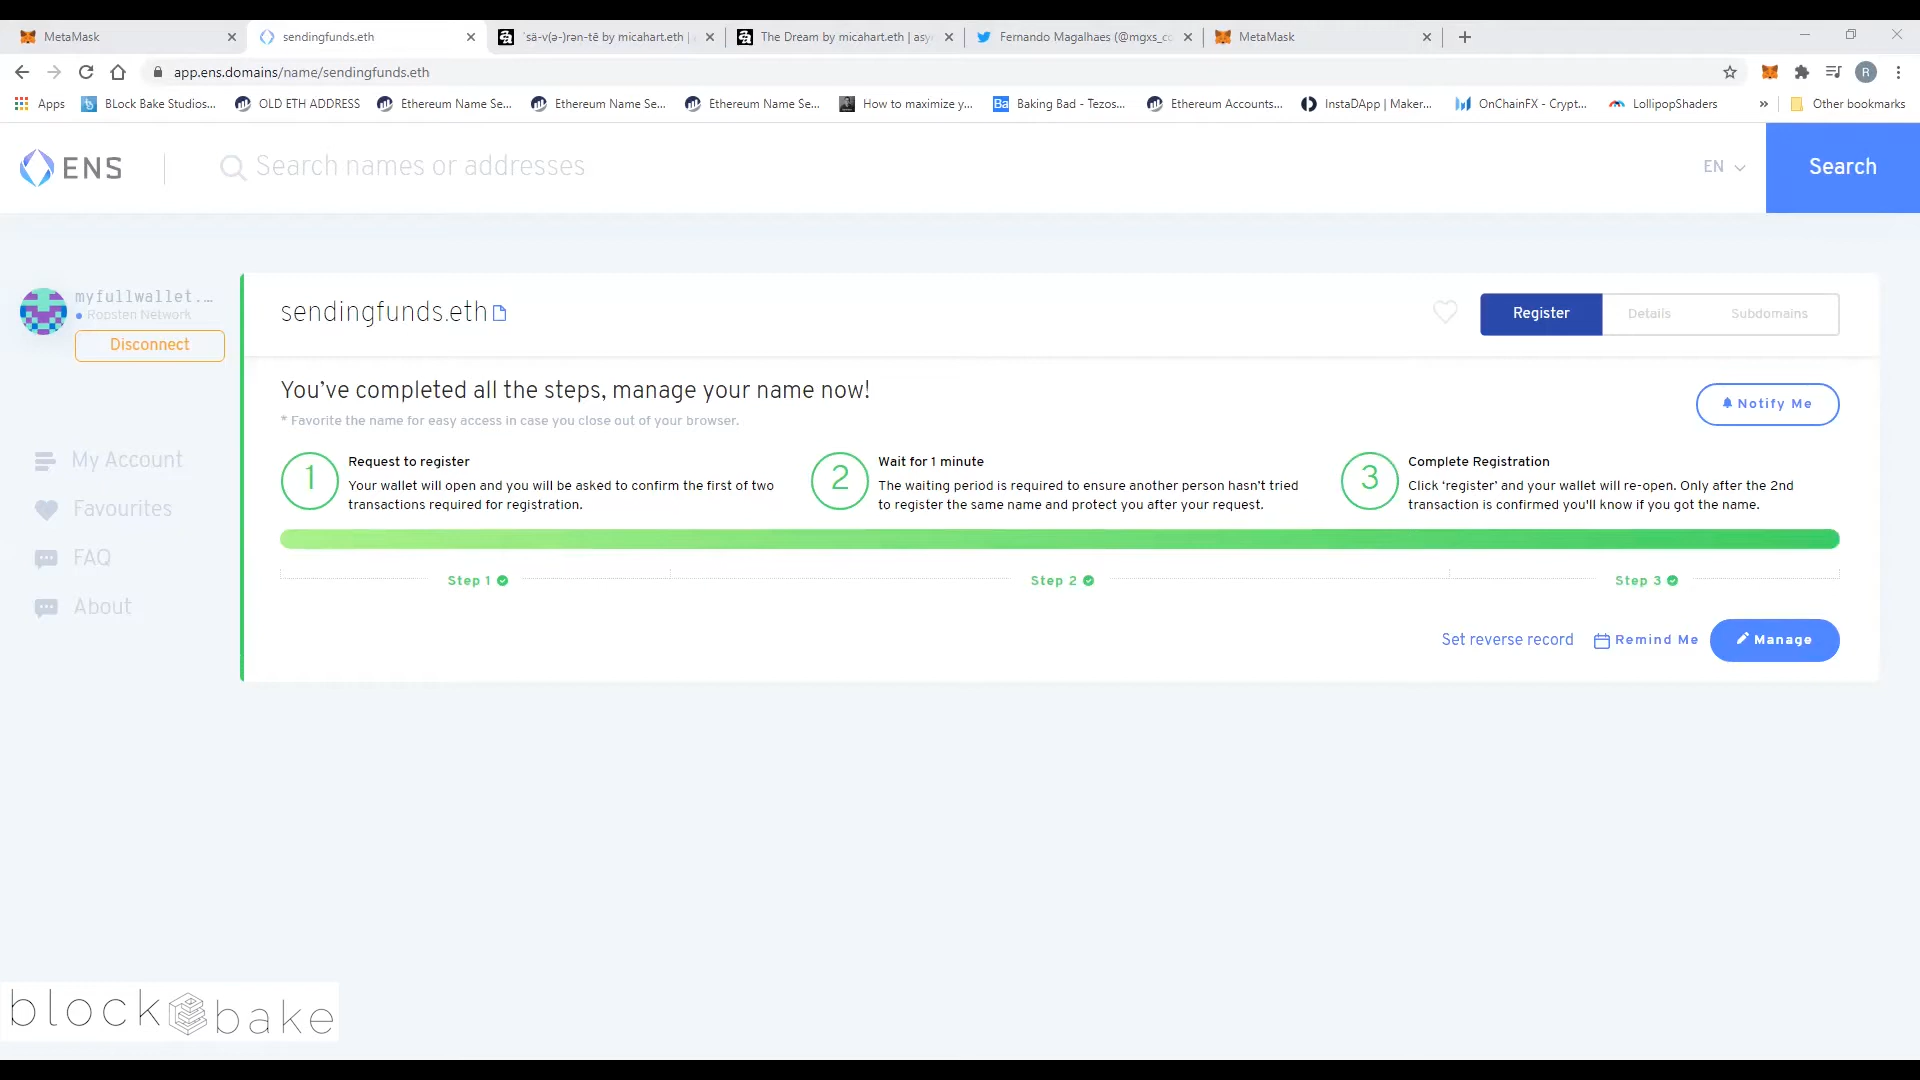 MetaMask
sendingfunds.eth
ˈsä-v(ə-)rən-tē by micahart.eth |
The Dream by micahart.eth | asy
Fernando Magalhaes (@mgxs_co
MetaMask
app.ens.domains/name/sendingfunds.eth
R
Apps
BLock Bake Studios...
OLD ETH ADDRESS
Ethereum Name Se...
Ethereum Name Se...
Ethereum Name Se...
How to maximize y...
Ba
Baking Bad - Tezos...
Ethereum Accounts...
InstaDApp | Maker...
OnChainFX - Crypt...
LollipopShaders
»
Other bookmarks
ENS
Search names or addresses
EN
Search
myfullwallet....
Ropsten Network
Disconnect
My Account
Favourites
FAQ
About
sendingfunds.eth
Register
Details
Subdomains
You’ve completed all the steps, manage your name now!
* Favorite the name for easy access in case you close out of your browser.
Notify Me
1
Request to register
Your wallet will open and you will be asked to confirm the first of two
transactions required for registration.
2
Wait for 1 minute
The waiting period is required to ensure another person hasn’t tried
to register the same name and protect you after your request.
3
Complete Registration
Click ‘register’ and your wallet will re-open. Only after the 2nd
transaction is confirmed you'll know if you got the name.
Step 1
Step 2
Step 3
Set reverse record
Remind Me
Manage
block bake